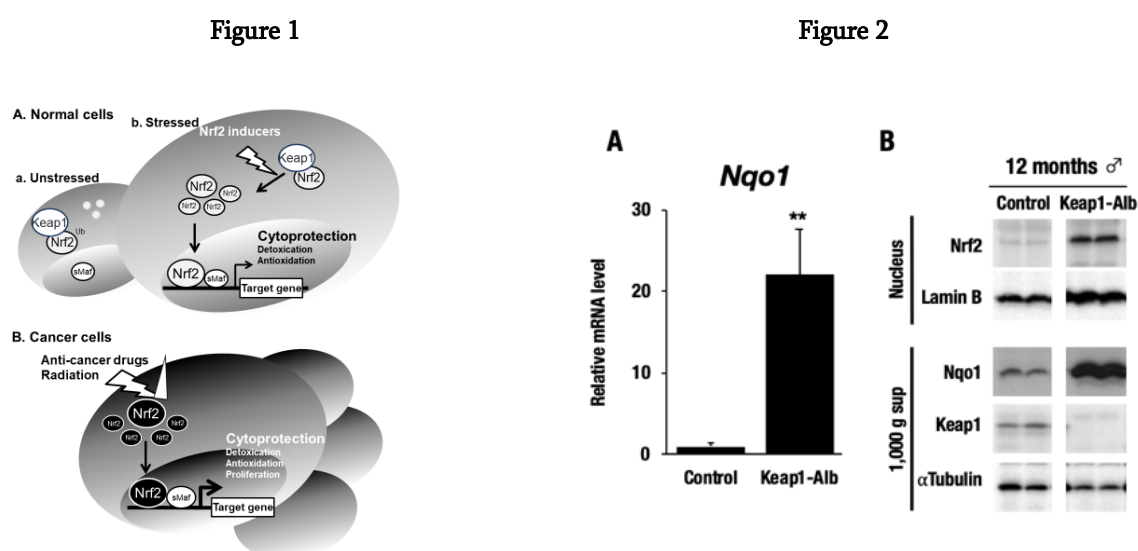 Figure 1
A. Normal cells
b. Stressed
Nrf2 inducers
Keap1
Nrf2
Nrf2
Nrf2
Nrf2
Nrf2
a. Unstressed
Keap1
Nrf2
Ub
sMaf
Cytoprotection
Detoxication
Antioxidation
Nrf2
sMaf
Target gene
B. Cancer cells
Anti-cancer drugs
Radiation
Nrf2
Nrf2
Nrf2
Nrf2
Nrf2
Cytoprotection
Detoxication
Antioxidation
Proliferation
Nrf2
sMaf
Target gene
Figure 2
A
Nqo1
**
Relative mRNA level
30
20
10
0
Control
Keap1-Alb
B
12 months ♂
Control Keap1-Alb
Nucleus
Nrf2
Lamin B
1,000 g sup
Nqo1
Keap1
αTubulin